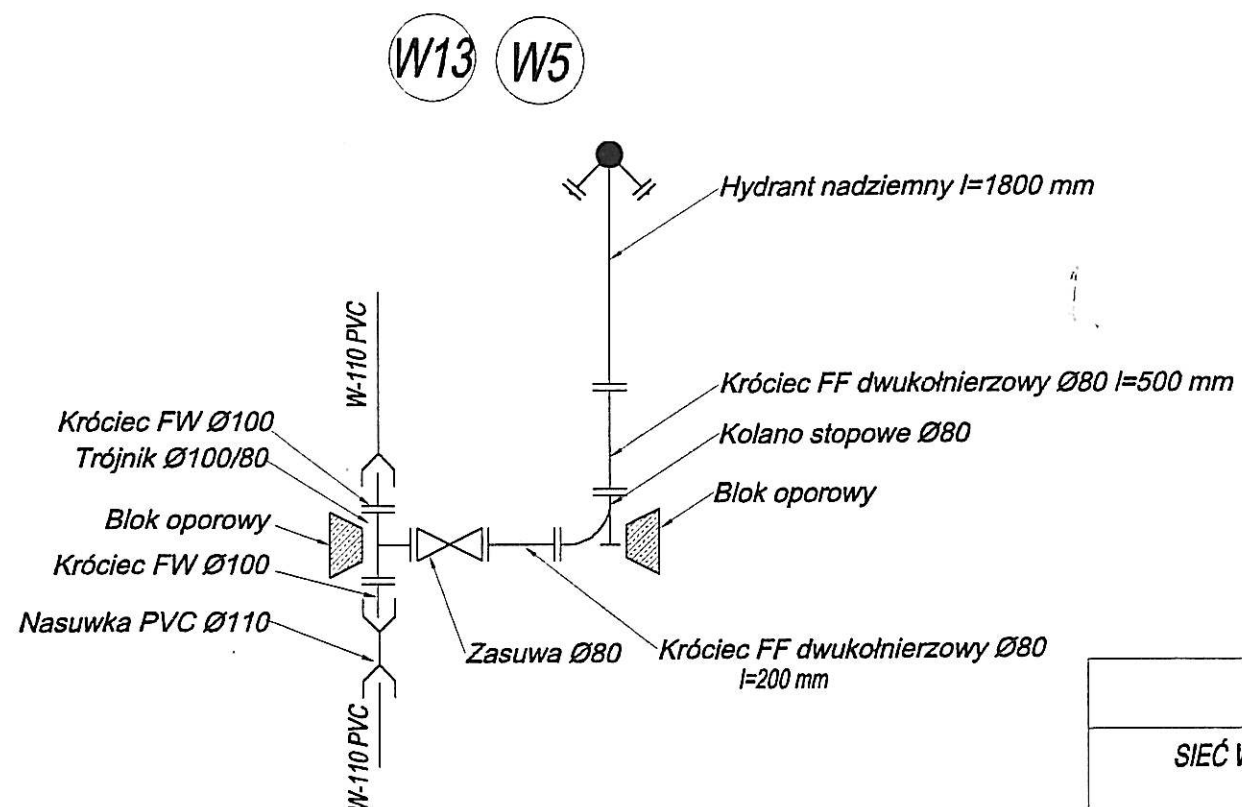 W13 W5
Hydrant nadziemny l=1800 mm
W-110 PVC
Króciec FF dwukołnierzowy Ø80 l=500 mm
Króciec FW Ø100
Kolano stopowe Ø80
Trójnik Ø100/80
Blok oporowy
Blok oporowy
Króciec FW Ø100
Nasuwka PVC Ø110
Zasuwa Ø80
Króciec FF dwukołnierzowy Ø80
l=200 mm
W-110 PVC
SIEĆ